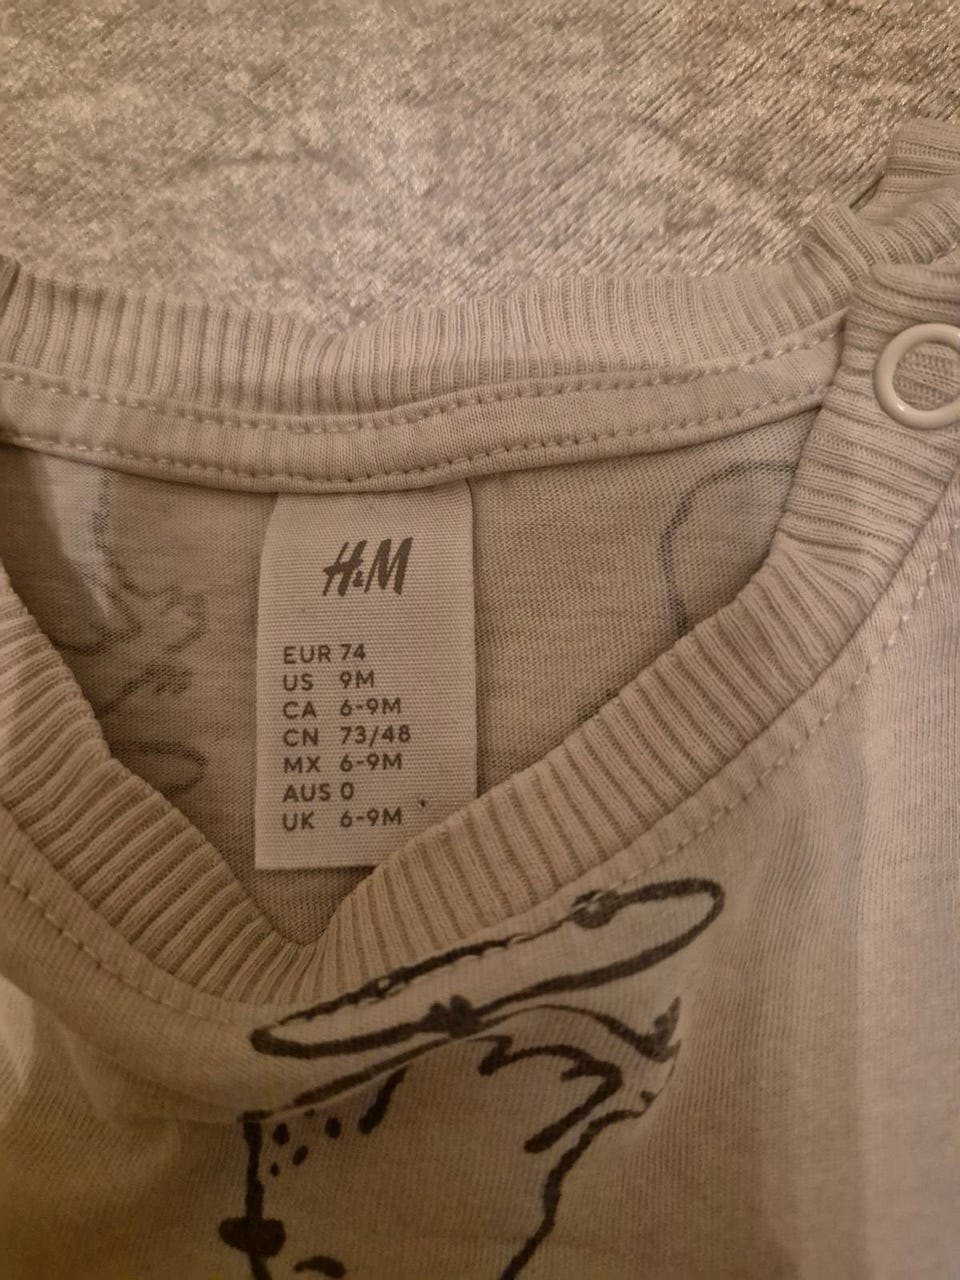 H&M
EUR 74
US 9M
CA 6-9M
CN 73/48
MX 6-9M
AUS 0
UK 6-9M